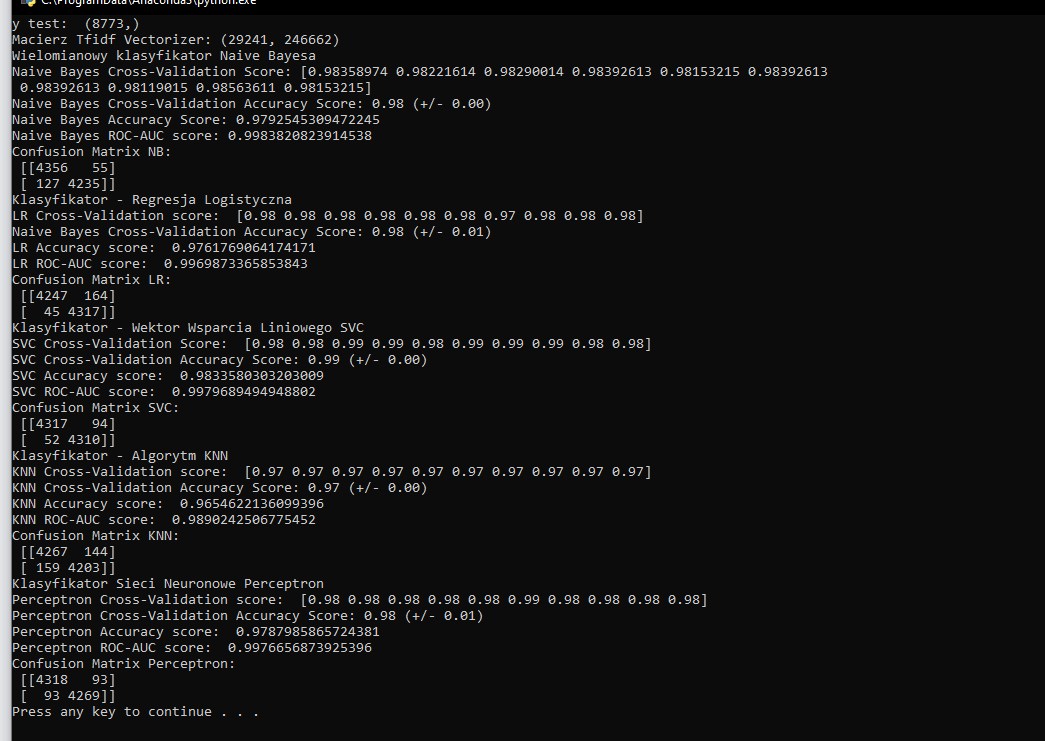 C:\ProgramData\Anaconda3\python.exe
y test:  (8773,)
Macierz Tfidf Vectorizer: (29241, 246662)
Wielomianowy klasyfikator Naive Bayesa
Naive Bayes Cross-Validation Score: [0.98358974 0.98221614 0.98290014 0.98392613 0.98153215 0.98392613
 0.98392613 0.98119015 0.98563611 0.98153215]
Naive Bayes Cross-Validation Accuracy Score: 0.98 (+/- 0.00)
Naive Bayes Accuracy Score: 0.9792545309472245
Naive Bayes ROC-AUC score: 0.9983820823914538
Confusion Matrix NB:
 [[4356   55]
 [ 127 4235]]
Klasyfikator - Regresja Logistyczna
LR Cross-Validation score:  [0.98 0.98 0.98 0.98 0.98 0.98 0.97 0.98 0.98 0.98]
Naive Bayes Cross-Validation Accuracy Score: 0.98 (+/- 0.01)
LR Accuracy score:  0.9761769064174171
LR ROC-AUC score:  0.9969873365853843
Confusion Matrix LR:
 [[4247  164]
 [  45 4317]]
Klasyfikator - Wektor Wsparcia Liniowego SVC
SVC Cross-Validation Score:  [0.98 0.98 0.99 0.99 0.98 0.99 0.99 0.99 0.98 0.98]
SVC Cross-Validation Accuracy Score: 0.99 (+/- 0.00)
SVC Accuracy score:  0.9833580303203009
SVC ROC-AUC score:  0.9979689494948802
Confusion Matrix SVC:
 [[4317   94]
 [  52 4310]]
Klasyfikator - Algorytm KNN
KNN Cross-Validation score:  [0.97 0.97 0.97 0.97 0.97 0.97 0.97 0.97 0.97 0.97]
KNN Cross-Validation Accuracy Score: 0.97 (+/- 0.00)
KNN Accuracy score:  0.9654622136099396
KNN ROC-AUC score:  0.9890242506775452
Confusion Matrix KNN:
 [[4267  144]
 [ 159 4203]]
Klasyfikator Sieci Neuronowe Perceptron
Perceptron Cross-Validation score:  [0.98 0.98 0.98 0.98 0.98 0.99 0.98 0.98 0.98 0.98]
Perceptron Cross-Validation Accuracy Score: 0.98 (+/- 0.01)
Perceptron Accuracy score:  0.9787985865724381
Perceptron ROC-AUC score:  0.9976656873925396
Confusion Matrix Perceptron:
 [[4318   93]
 [  93 4269]]
Press any key to continue . . .